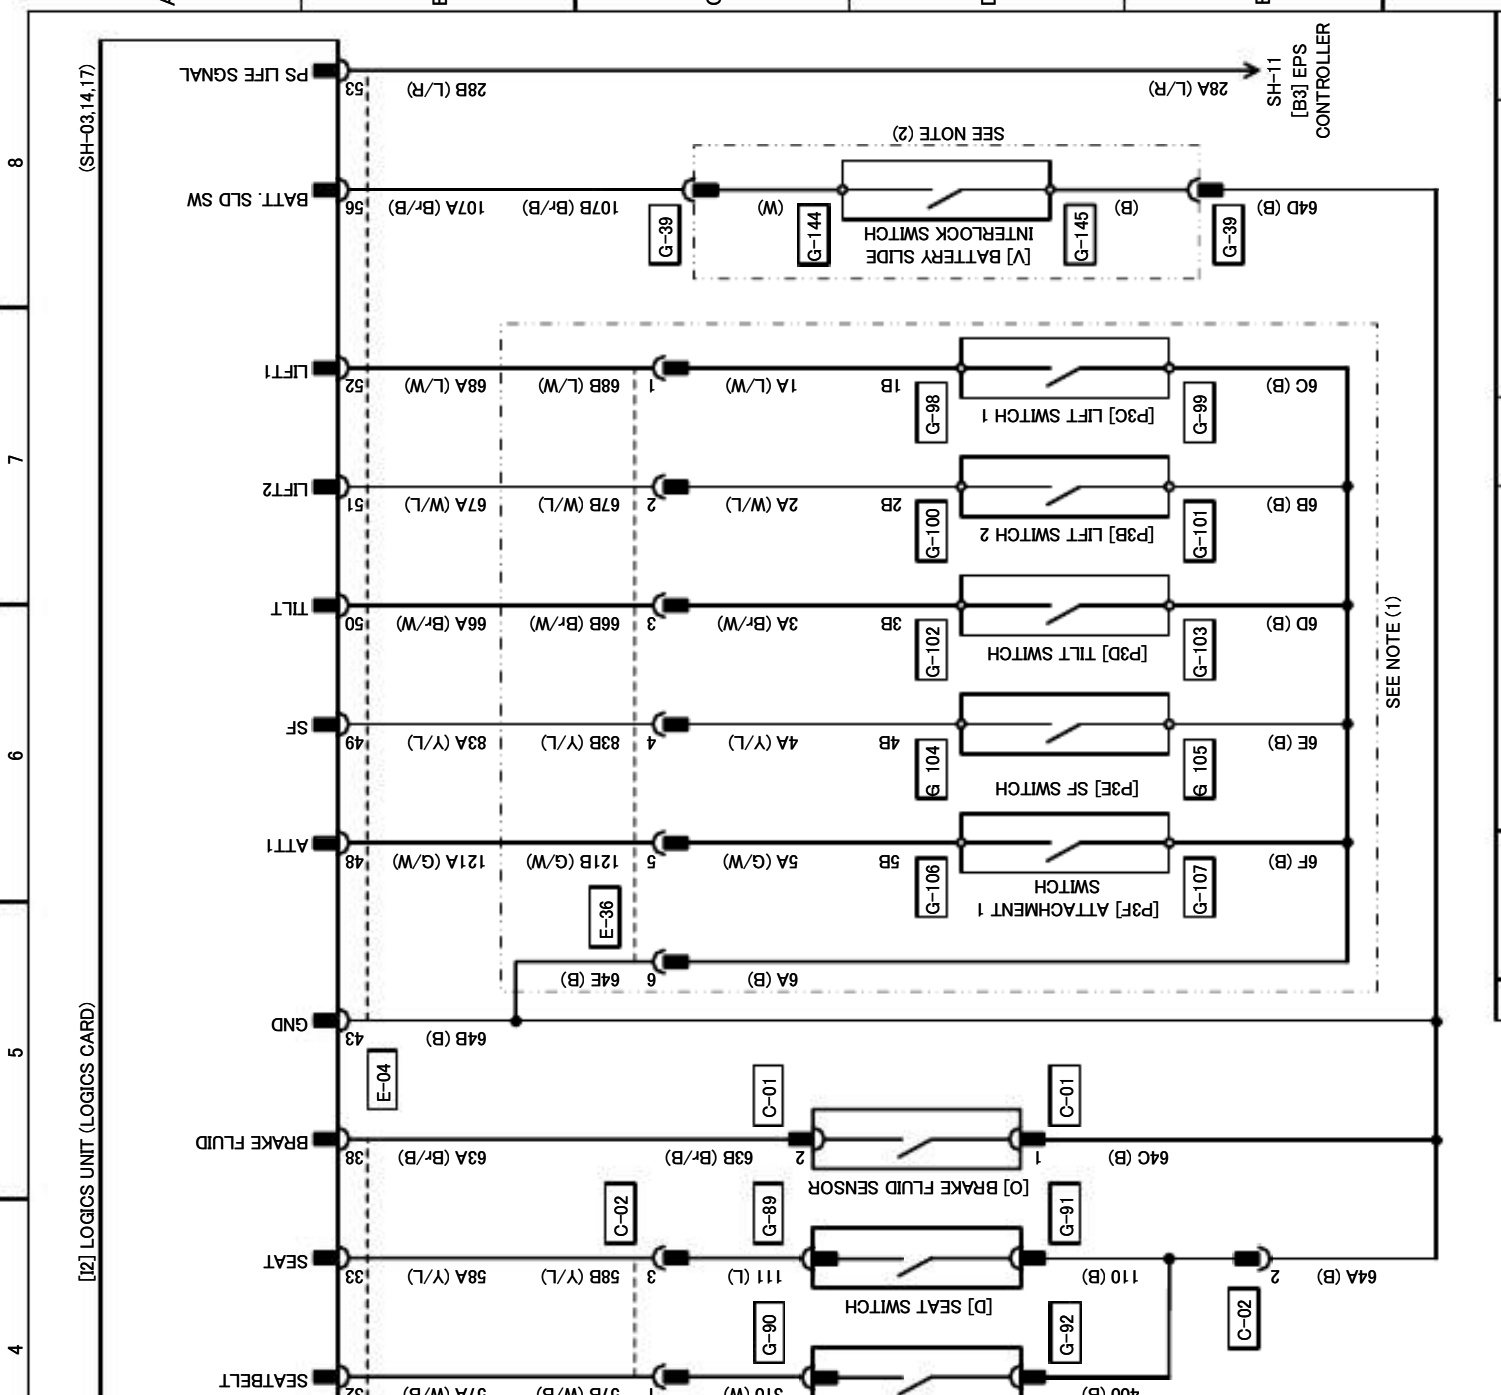 8
7
6
5
4
(SH-03,14,17)
[I2] LOGICS UNIT (LOGICS CARD)
PS LIFE SGNAL
53
28B (L/R)
28A (L/R)
SH-11
[B3] EPS
CONTROLLER
SEE NOTE (2)
BATT. SLD SW
56
107A (Br/B)
107B (Br/B)
G-39
(W)
G-144
[V] BATTERY SLIDE
INTERLOCK SWITCH
G-145
(B)
G-39
64D (B)
LIFT1
52
68A (L/W)
68B (L/W)
1
1A (L/W)
1B
G-98
[P3C] LIFT SWITCH 1
G-99
6C (B)
LIFT2
51
67A (W/L)
67B (W/L)
2
2A (W/L)
2B
G-100
[P3B] LIFT SWITCH 2
G-101
6B (B)
TILT
50
66A (Br/W)
66B (Br/W)
3
3A (Br/W)
3B
G-102
[P3D] TILT SWITCH
G-103
6D (B)
SEE NOTE (1)
SF
49
83A (Y/L)
83B (Y/L)
4
4A (Y/L)
4B
G 104
[P3E] SF SWITCH
G 105
6E (B)
ATT1
48
121A (G/W)
121B (G/W)
5
5A (G/W)
5B
G-106
[P3F] ATTACHMENT 1
SWITCH
G-107
6F (B)
E-36
64E (B)
6
6A (B)
GND
43
64B (B)
E-04
BRAKE FLUID
38
63A (Br/B)
63B (Br/B)
C-01
2
[O] BRAKE FLUID SENSOR
1
C-01
64C (B)
SEAT
33
58A (Y/L)
58B (Y/L)
C-02
3
111 (L)
G-89
[D] SEAT SWITCH
G-91
110 (B)
2
C-02
64A (B)
SEATBELT
32
57A (W/B)
57B (W/B)
1
310 (W)
G-90
G-92
400 (B)